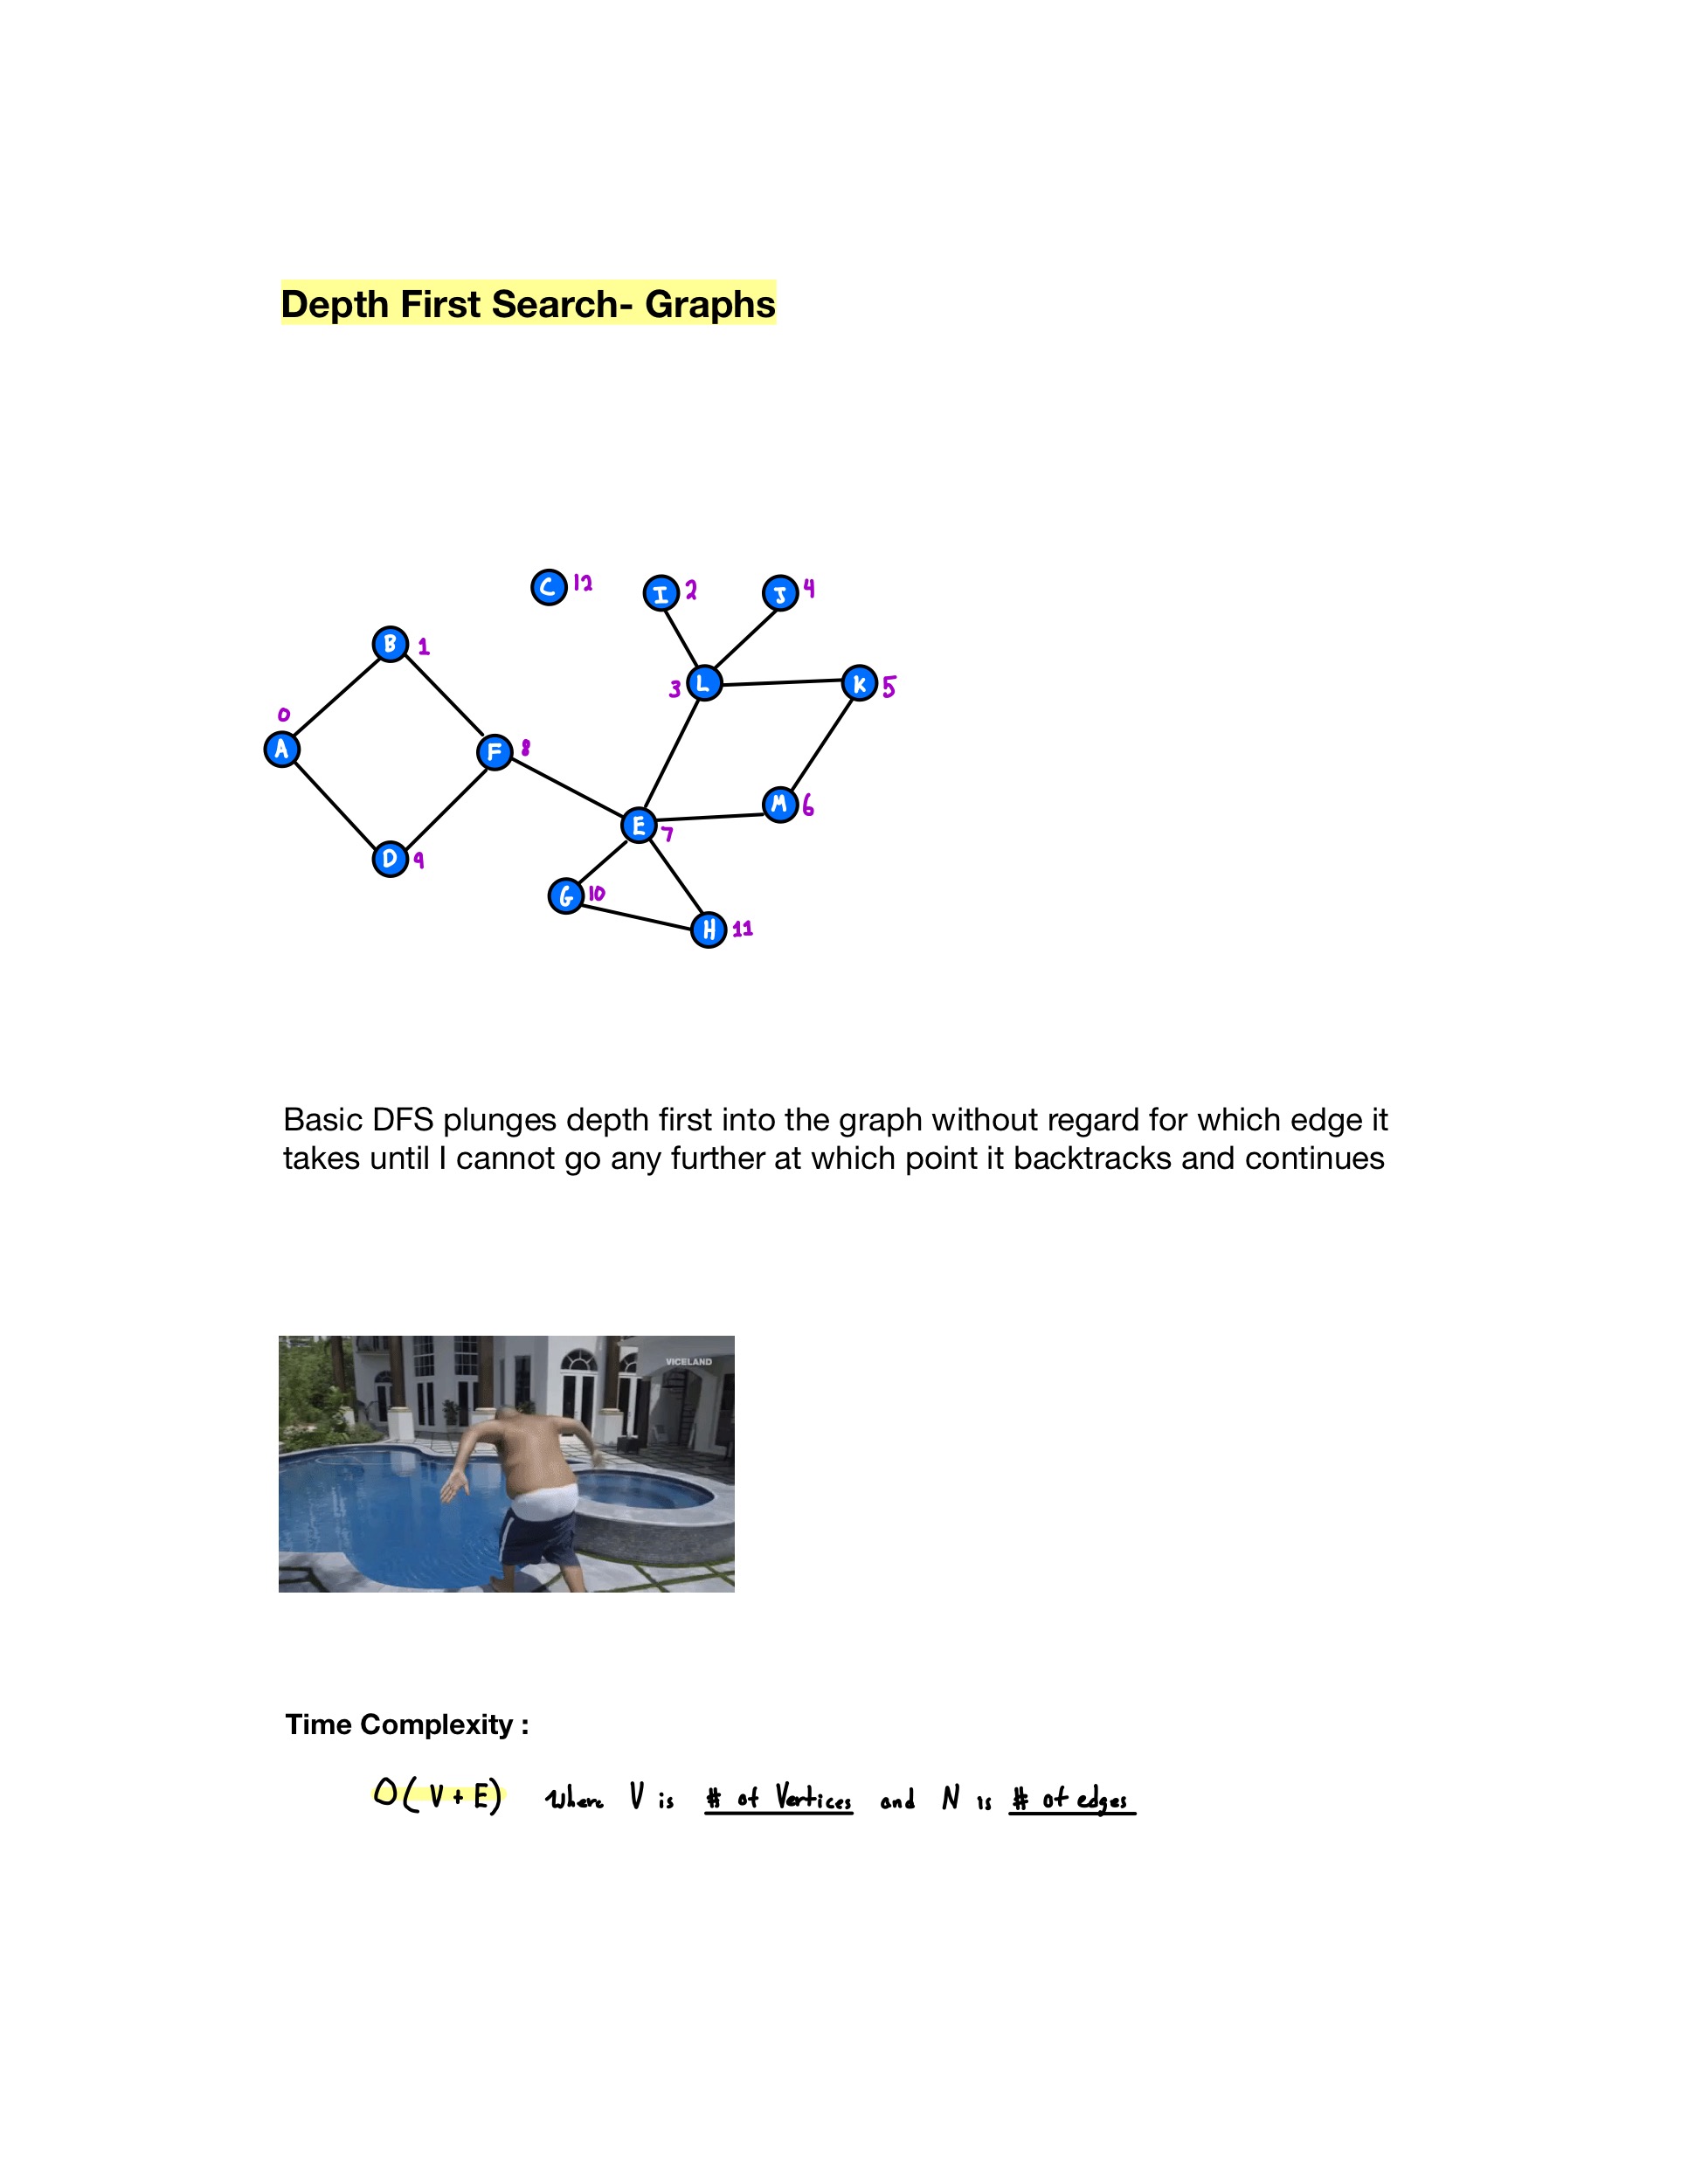 Depth First Search- Graphs
C 12
I 2
J 4
B 1
3 L
K 5
0
A
F 8
M 6
E 7
D 9
G 10
H 11
Basic DFS plunges depth first into the graph without regard for which edge it
takes until I cannot go any further at which point it backtracks and continues
VICELAND
Time Complexity :
O(V+E) where V is # of Vertices and N is # of edges